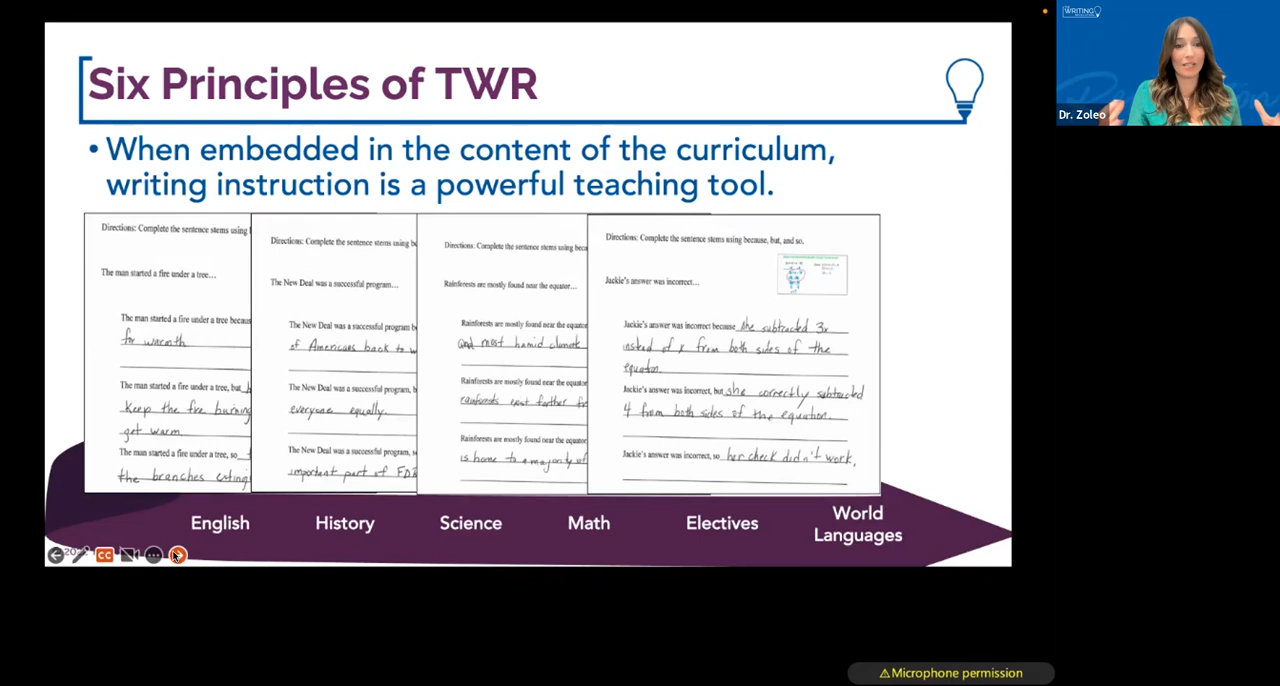 Six Principles of TWR
• When embedded in the content of the curriculum,
writing instruction is a powerful teaching tool.
Directions: Complete the sentence stems using
The man started a fire under a tree...
The man started a fire under a tree
for warmth
The man started a fire under a tree, but
keep the fire burning
get warm
The man started a fire under a tree, so
the branches
Directions: Complete the sentence stems using
The New Deal was a successful program...
The New Deal was a successful program
of Americans back to
The New Deal was a successful program,
everyone equally.
The New Deal was a successful program,
important part of
Directions: Complete the sentence stems using
Rainforests are mostly found near the equator...
Rainforests are mostly found near the equator
and most humid climate
Rainforests are mostly found near the equator
rainforests exist farther
Rainforests are mostly found near the equator
is home to a majority of
Directions: Complete the sentence stems using because, but, and so.
Jackie's answer was incorrect...
Jackie's answer was incorrect because she subtracted 3x
instead of x from both sides of the
equation.
Jackie's answer was incorrect, but she correctly subtracted
4 from both sides of the equation.
Jackie's answer was incorrect, so her check didn't work.
English
History
Science
Math
Electives
World
Languages
CC
WRITING
Dr. Zoleo
⚠Microphone permission